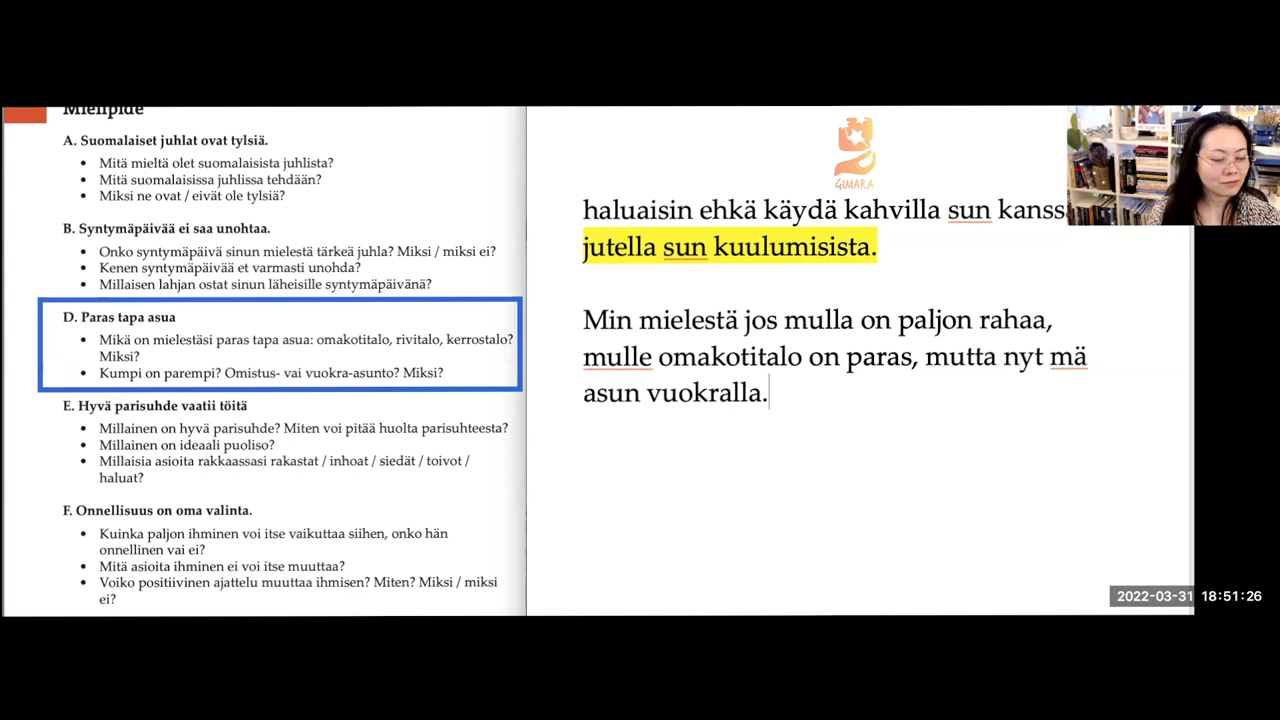 Mielipide
A. Suomalaiset juhlat ovat tylsiä.
• Mitä mieltä olet suomalaisista juhlista?
• Mitä suomalaisissa juhlissa tehdään?
• Miksi ne ovat / eivät ole tylsiä?
B. Syntymäpäivää ei saa unohtaa.
• Onko syntymäpäivä sinun mielestä tärkeä juhla? Miksi / miksi ei?
• Kenen syntymäpäivää et varmasti unohda?
• Millaisen lahjan ostat sinun läheisille syntymäpäivänä?
D. Paras tapa asua
• Mikä on mielestäsi paras tapa asua: omakotitalo, rivitalo, kerrostalo?
Miksi?
• Kumpi on parempi? Omistus- vai vuokra-asunto? Miksi?
E. Hyvä parisuhde vaatii töitä
• Millainen on hyvä parisuhde? Miten voi pitää huolta parisuhteesta?
• Millainen on ideaali puoliso?
• Millaisia asioita rakkaassasi rakastat / inhoat / siedät / toivot /
haluat?
F. Onnellisuus on oma valinta.
• Kuinka paljon ihminen voi itse vaikuttaa siihen, onko hän
onnellinen vai ei?
• Mitä asioita ihminen ei voi itse muuttaa?
• Voiko positiivinen ajattelu muuttaa ihmisen? Miten? Miksi / miksi
ei?
GIMARA
haluaisin ehkä käydä kahvilla sun kanss
jutella sun kuulumisista.
Min mielestä jos mulla on paljon rahaa,
mulle omakotitalo on paras, mutta nyt mä
asun vuokralla.
2022-03-31 18:51:26